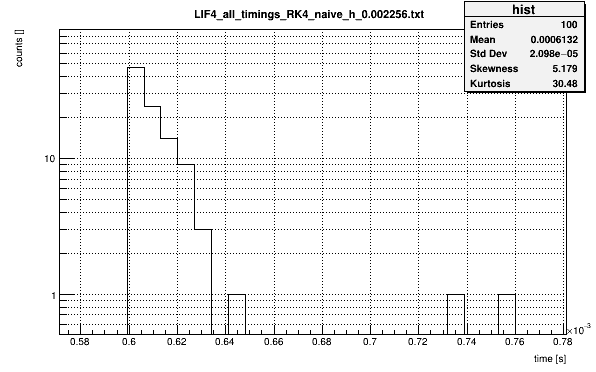 LIF4_all_timings_RK4_naive_h_0.002256.txt
hist
Entries 100
Mean 0.0006132
Std Dev 2.098e−05
Skewness 5.179
Kurtosis 30.48
counts []
10
1
0.58 0.6 0.62 0.64 0.66 0.68 0.7 0.72 0.74 0.76 0.78
×10⁻³
time [s]